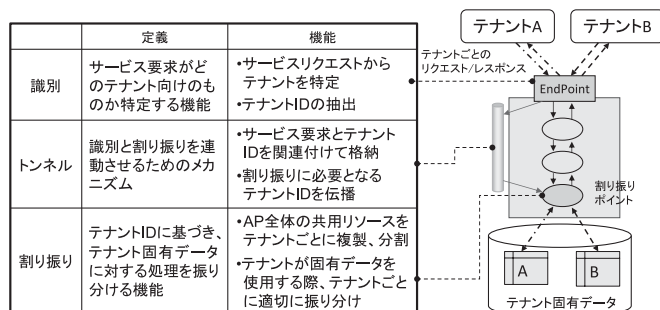 定義
機能
識別
サービス要求がど
のテナント向けのも
のか特定する機能
•サービスリクエストから
テナントを特定
•テナントIDの抽出
トンネル
識別と割り振りを連
動させるためのメカ
ニズム
•サービス要求とテナント
IDを関連付けて格納
•割り振りに必要となる
テナントIDを伝播
割り振り
テナントIDに基づき、
テナント固有データ
に対する処理を振り
分ける機能
•AP全体の共用リソースを
テナントごとに複製、分割
•テナントが固有データを
使用する際、テナントごと
に適切に振り分け
テナントA
テナントB
テナントごとの
リクエスト/レスポンス
EndPoint
割り振り
ポイント
A
B
テナント固有データ